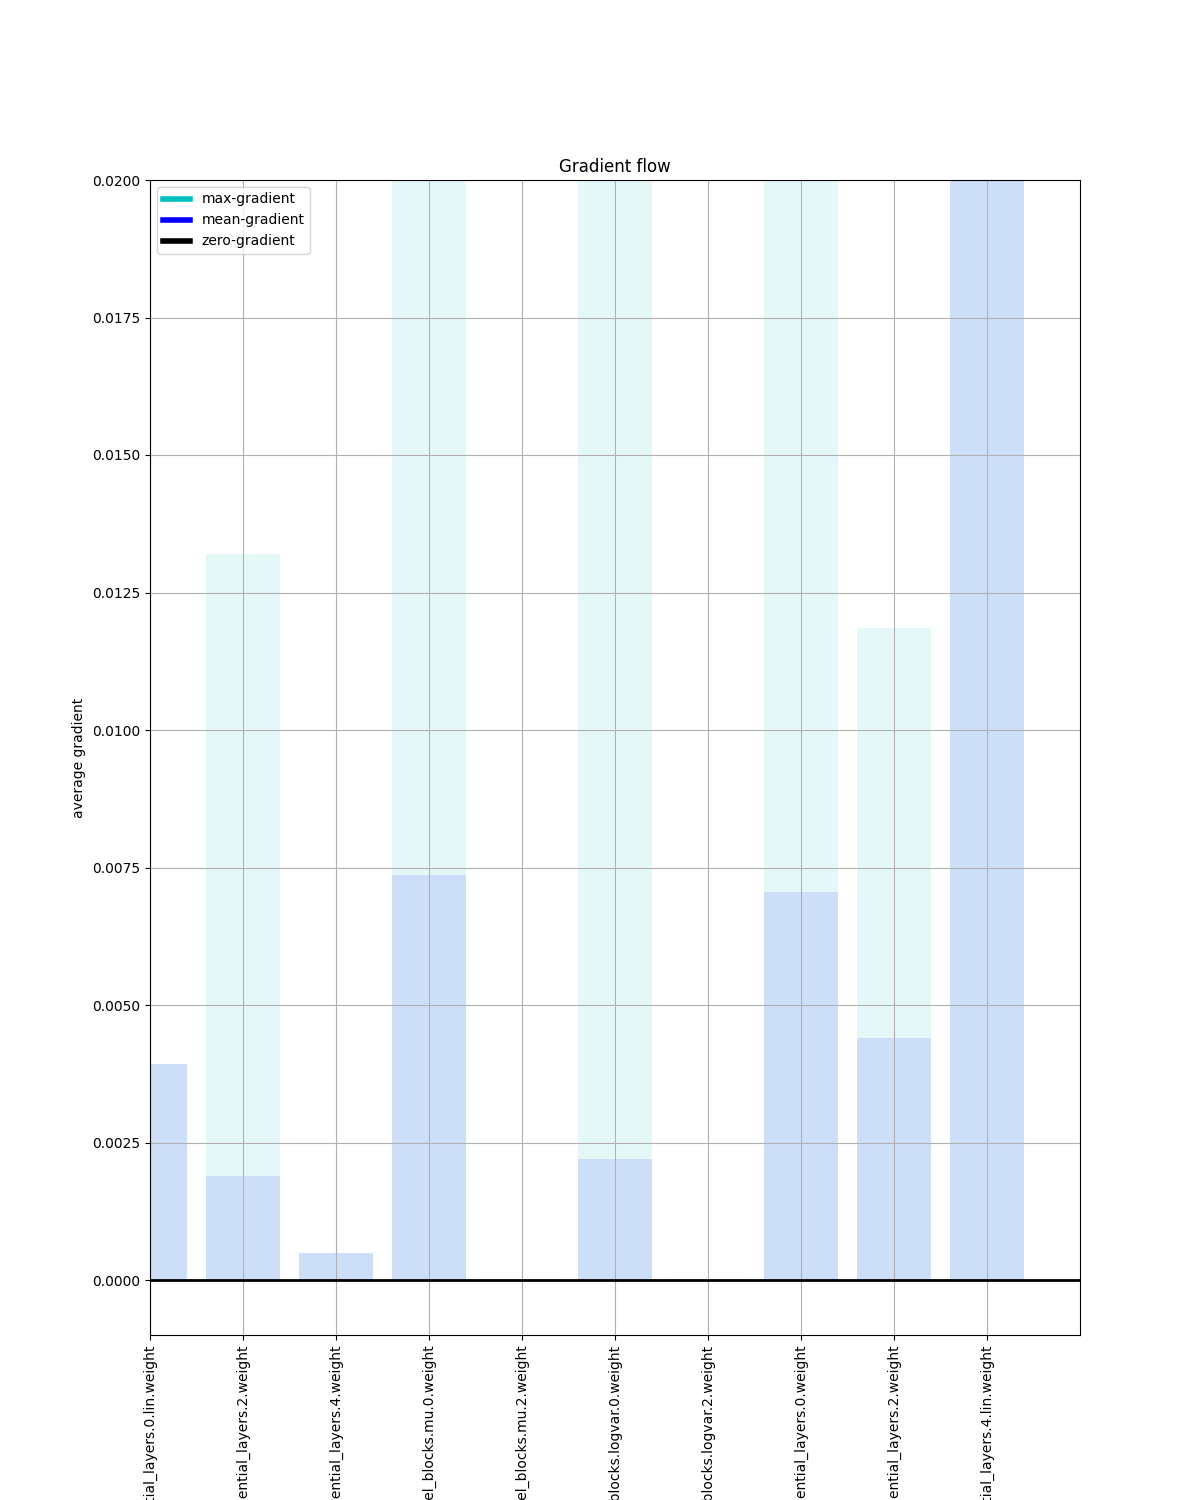 Gradient flow
max-gradient
mean-gradient
zero-gradient
0.0200
0.0175
0.0150
0.0125
0.0100
0.0075
0.0050
0.0025
0.0000
average gradient
tial_layers.0.lin.weight
ential_layers.2.weight
ential_layers.4.weight
el_blocks.mu.0.weight
el_blocks.mu.2.weight
blocks.logvar.0.weight
blocks.logvar.2.weight
ential_layers.0.weight
ential_layers.2.weight
tial_layers.4.lin.weight